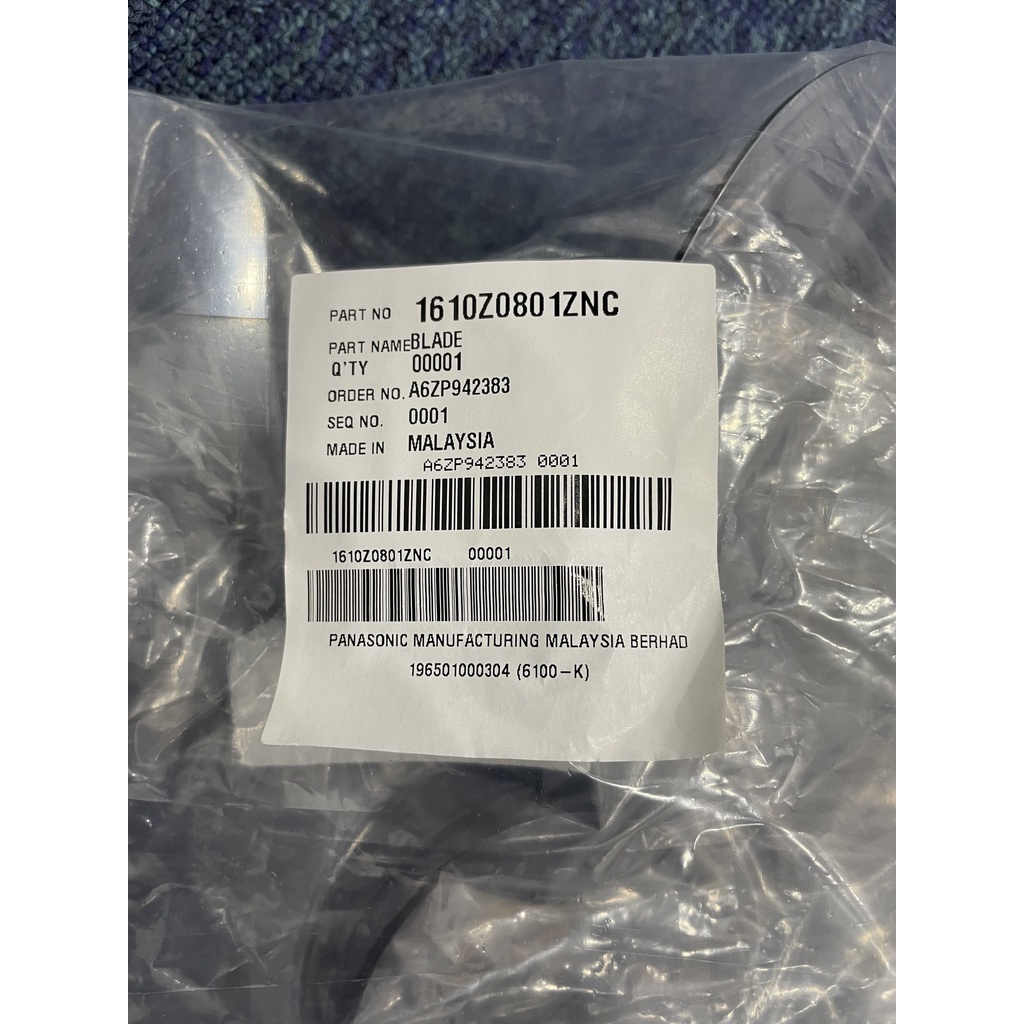 PART NO 1610Z0801ZNC
PART NAME BLADE
Q'TY 00001
ORDER NO. A6ZP942383
SEQ NO. 0001
MADE IN MALAYSIA
A6ZP942383 0001
1610Z0801ZNC 00001
PANASONIC MANUFACTURING MALAYSIA BERHAD
196501000304 (6100-K)